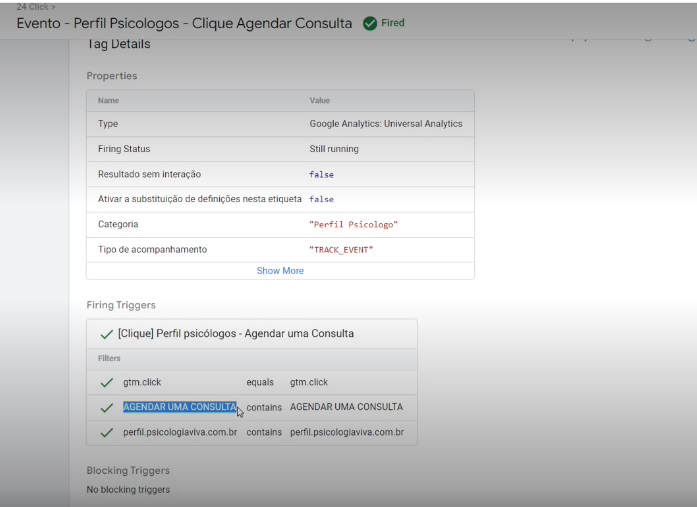 24 Click >
Evento - Perfil Psicologos - Clique Agendar Consulta Fired
Tag Details
Properties
Name Value
Type Google Analytics: Universal Analytics
Firing Status Still running
Resultado sem interação false
Ativar a substituição de definições nesta etiqueta false
Categoria "Perfil Psicologo"
Tipo de acompanhamento "TRACK_EVENT"
Show More
Firing Triggers
[Clique] Perfil psicólogos - Agendar uma Consulta
Filters
gtm.click equals gtm.click
AGENDAR UMA CONSULTA contains AGENDAR UMA CONSULTA
perfil.psicologiaviva.com.br contains perfil.psicologiaviva.com.br
Blocking Triggers
No blocking triggers